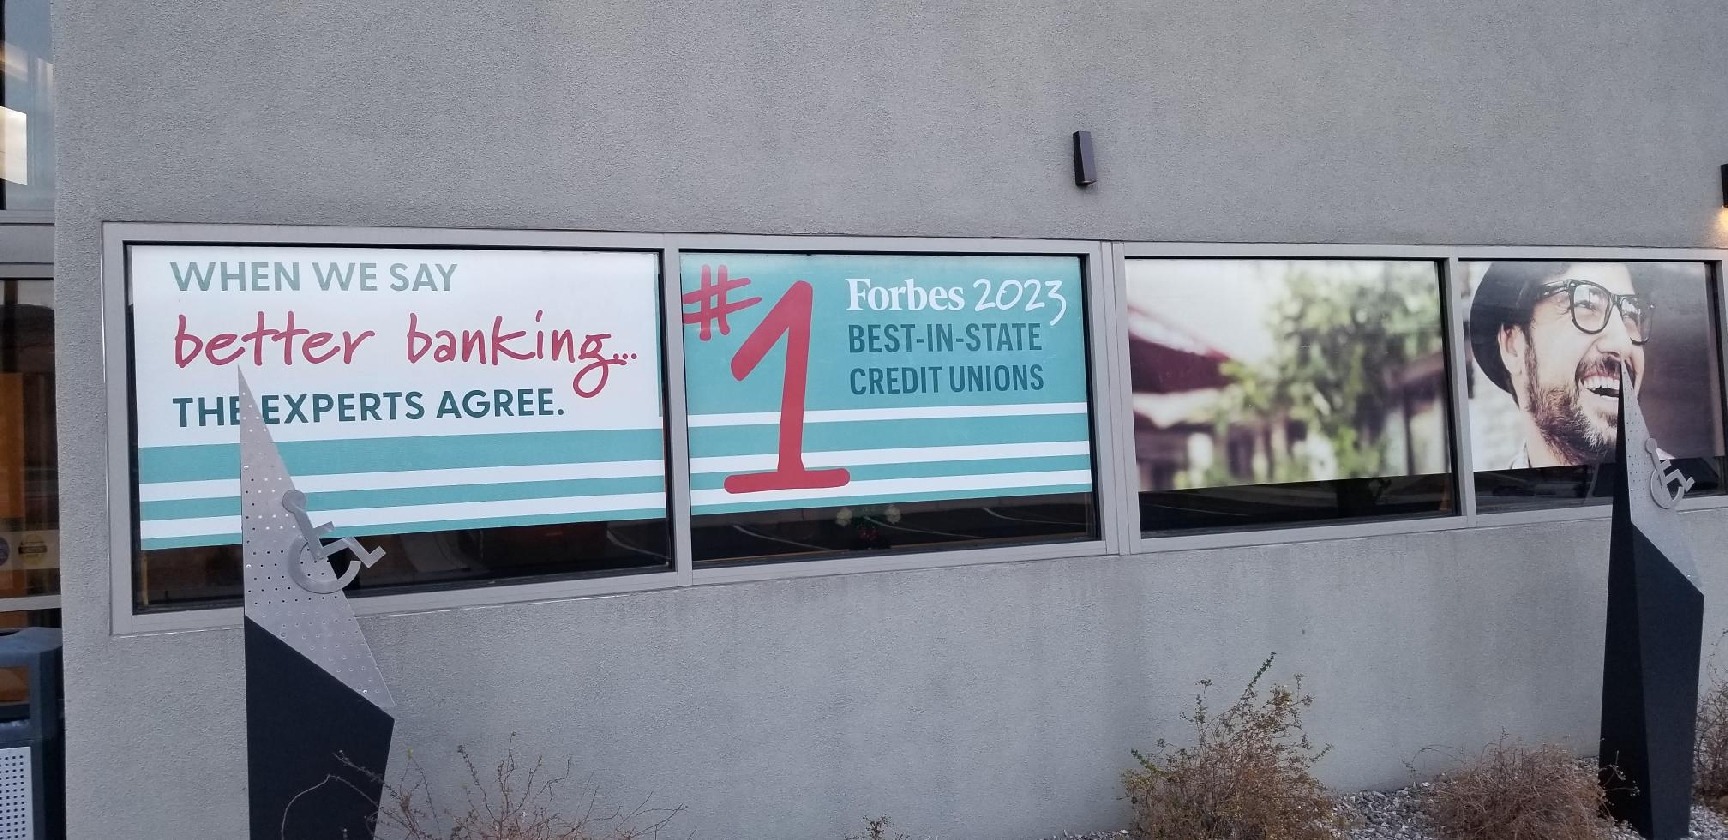 WHEN WE SAY
better banking...
THE EXPERTS AGREE.
#1
Forbes 2023
BEST-IN-STATE
CREDIT UNIONS